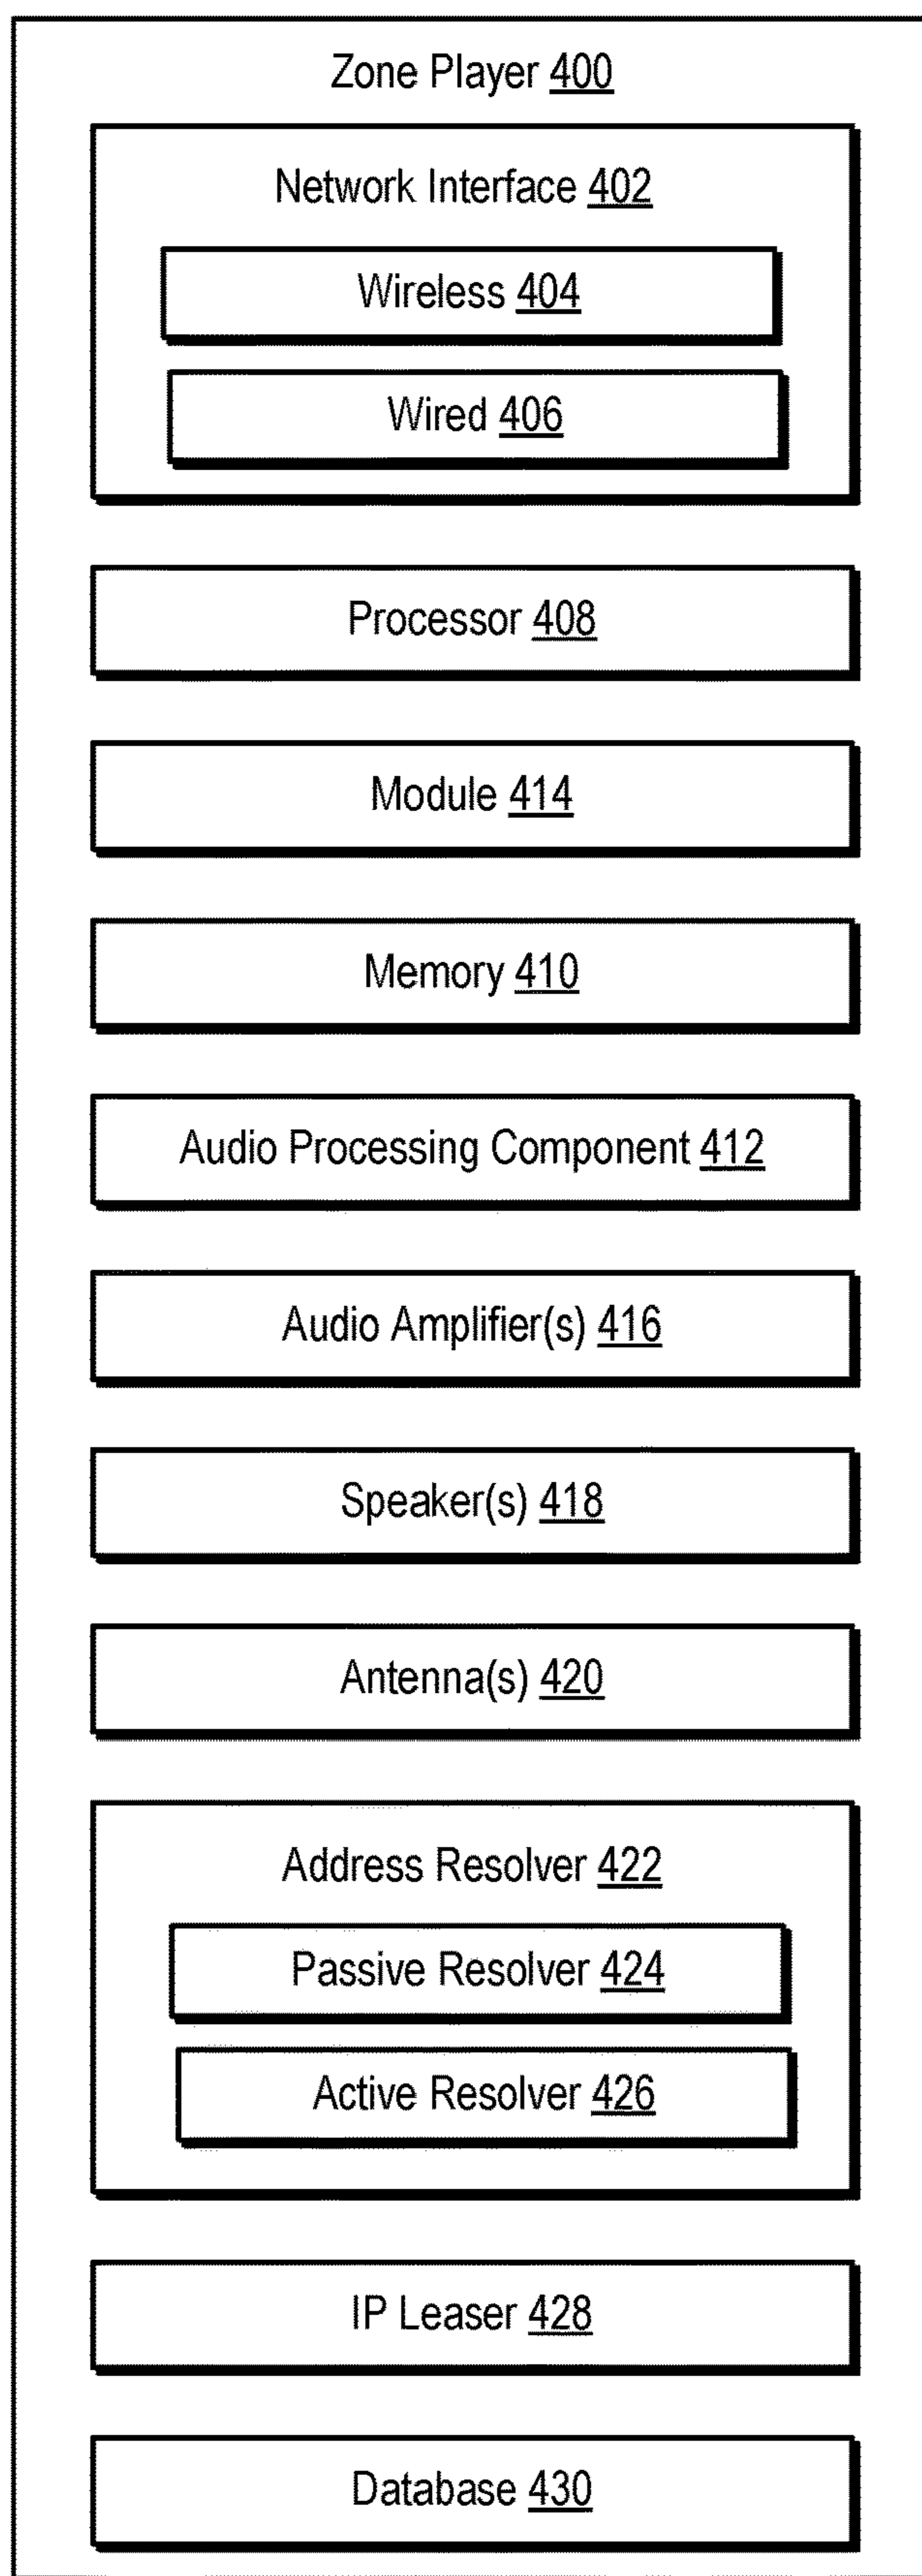 Zone Player 400
Network Interface 402
Wireless 404
Wired 406
Processor 408
Module 414
Memory 410
Audio Processing Component 412
Audio Amplifier(s) 416
Speaker(s) 418
Antenna(s) 420
Address Resolver 422
Passive Resolver 424
Active Resolver 426
IP Leaser 428
Database 430